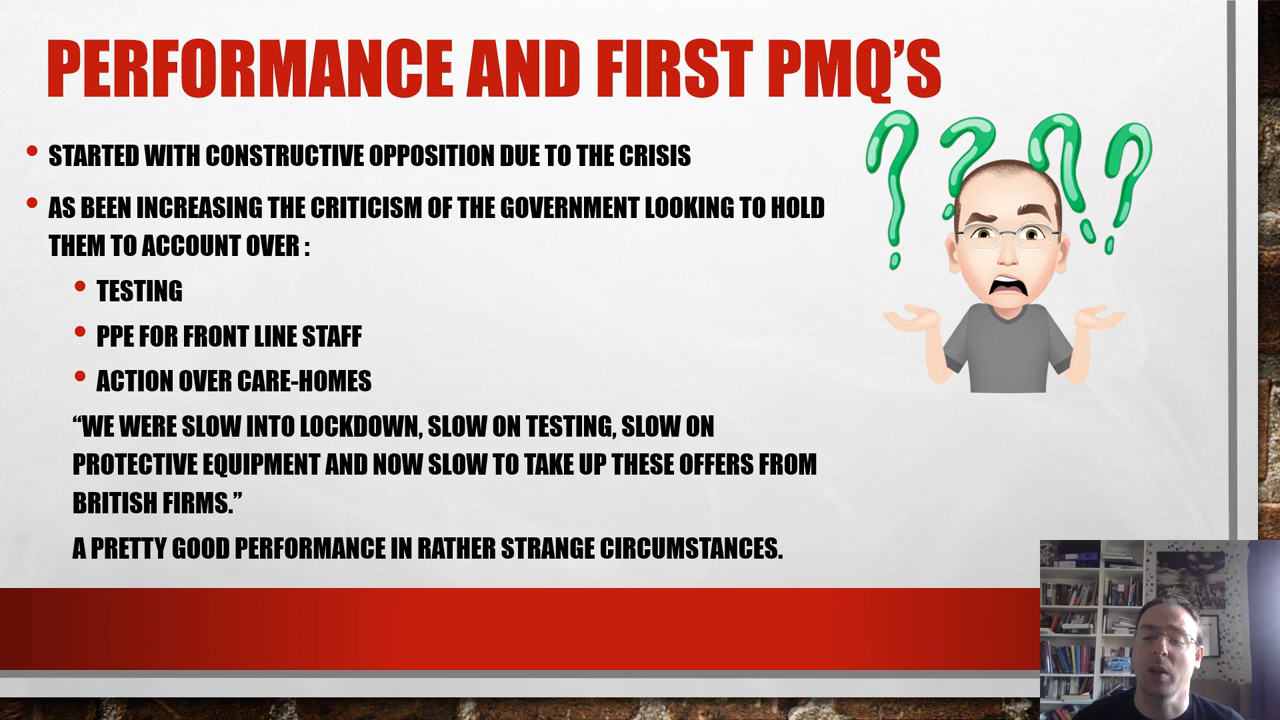 PERFORMANCE AND FIRST PMQ’S
• STARTED WITH CONSTRUCTIVE OPPOSITION DUE TO THE CRISIS
• AS BEEN INCREASING THE CRITICISM OF THE GOVERNMENT LOOKING TO HOLD
THEM TO ACCOUNT OVER :
• TESTING
• PPE FOR FRONT LINE STAFF
• ACTION OVER CARE-HOMES
“WE WERE SLOW INTO LOCKDOWN, SLOW ON TESTING, SLOW ON
PROTECTIVE EQUIPMENT AND NOW SLOW TO TAKE UP THESE OFFERS FROM
BRITISH FIRMS.”
A PRETTY GOOD PERFORMANCE IN RATHER STRANGE CIRCUMSTANCES.